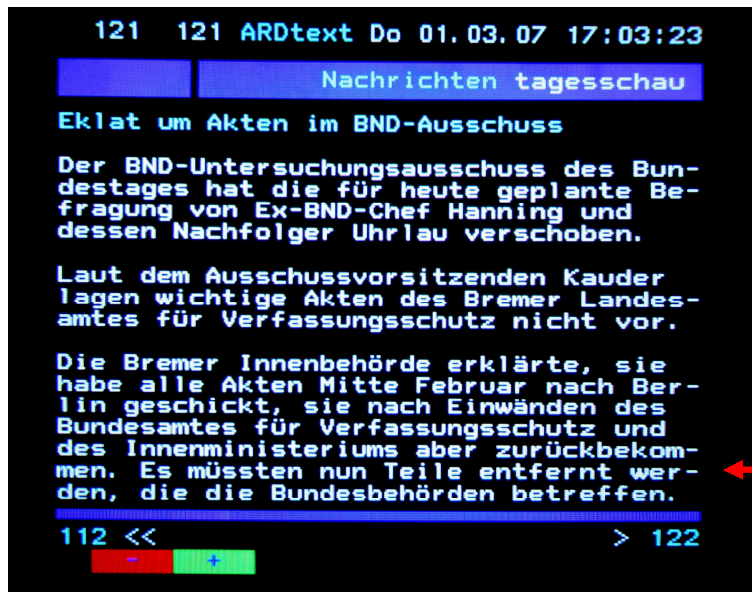 121 121 ARDtext Do 01.03.07 17:03:23
Nachrichten tagesschau
Eklat um Akten im BND-Ausschuss
Der BND-Untersuchungsausschuss des Bun-
destages hat die für heute geplante Be-
fragung von Ex-BND-Chef Hanning und
dessen Nachfolger Uhrlau verschoben.
Laut dem Ausschussvorsitzenden Kauder
lagen wichtige Akten des Bremer Landes-
amtes für Verfassungsschutz nicht vor.
Die Bremer Innenbehörde erklärte, sie
habe alle Akten Mitte Februar nach Ber-
lin geschickt, sie nach Einwänden des
Bundesamtes für Verfassungsschutz und
des Innenministeriums aber zurückbekom-
men. Es müssten nun Teile entfernt wer-
den, die die Bundesbehörden betreffen.
112 << > 122
- +